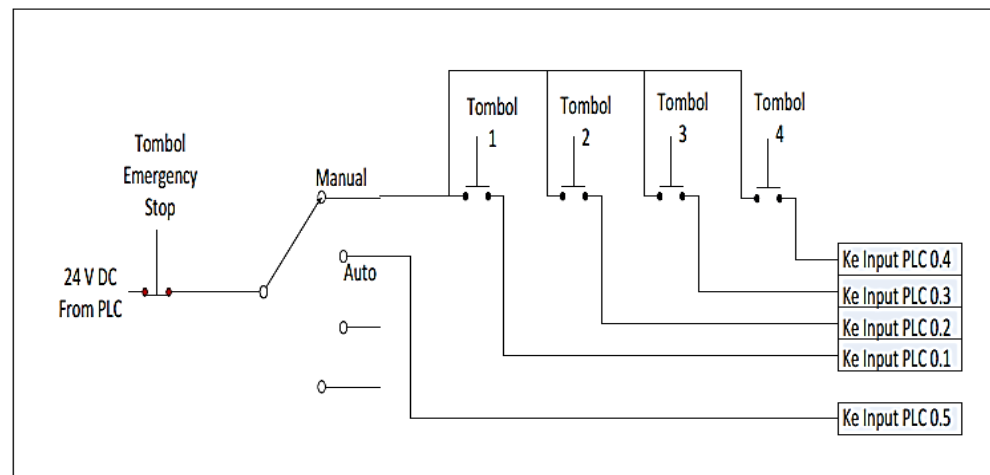 Tombol
1
Tombol
2
Tombol
3
Tombol
4
Tombol
Emergency
Stop
Manual
Auto
24 V DC
From PLC
Ke Input PLC 0.4
Ke Input PLC 0.3
Ke Input PLC 0.2
Ke Input PLC 0.1
Ke Input PLC 0.5